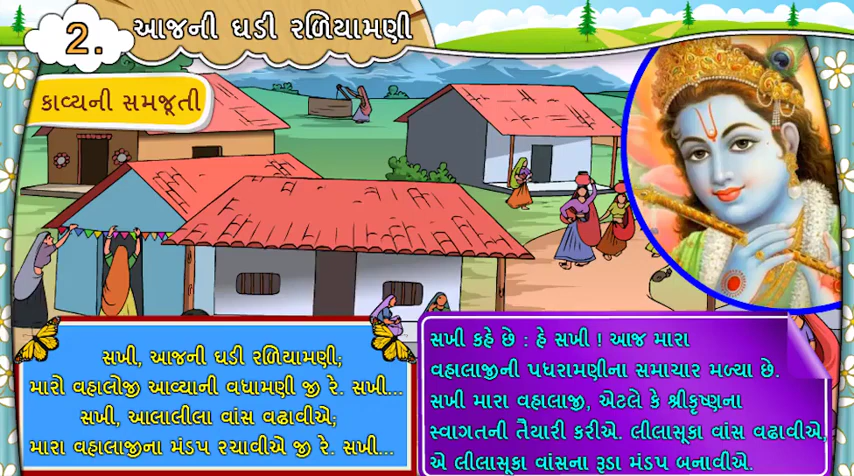 2.
આજની ઘડી રળિયામણી
કાવ્યની સમજૂતી
સખી, આજની ઘડી રળિયામણી;
મારો વહાલોજી આવ્યાની વધામણી જી રે. સખી...
સખી, આલાલીલા વાંસ વઢાવીએ;
મારા વહાલાજીના મંડપ રચાવીએ જી રે. સખી...
સખી કહે છે : હે સખી ! આજ મારા
વહાલાજીની પધરામણીના સમાચાર મળ્યા છે.
સખી મારા વહાલાજી, એટલે કે શ્રીકૃષ્ણના
સ્વાગતની તૈયારી કરીએ. લીલાસૂકા વાંસ વઢાવીએ,
એ લીલાસૂકા વાંસના રૂડા મંડપ બનાવીએ.